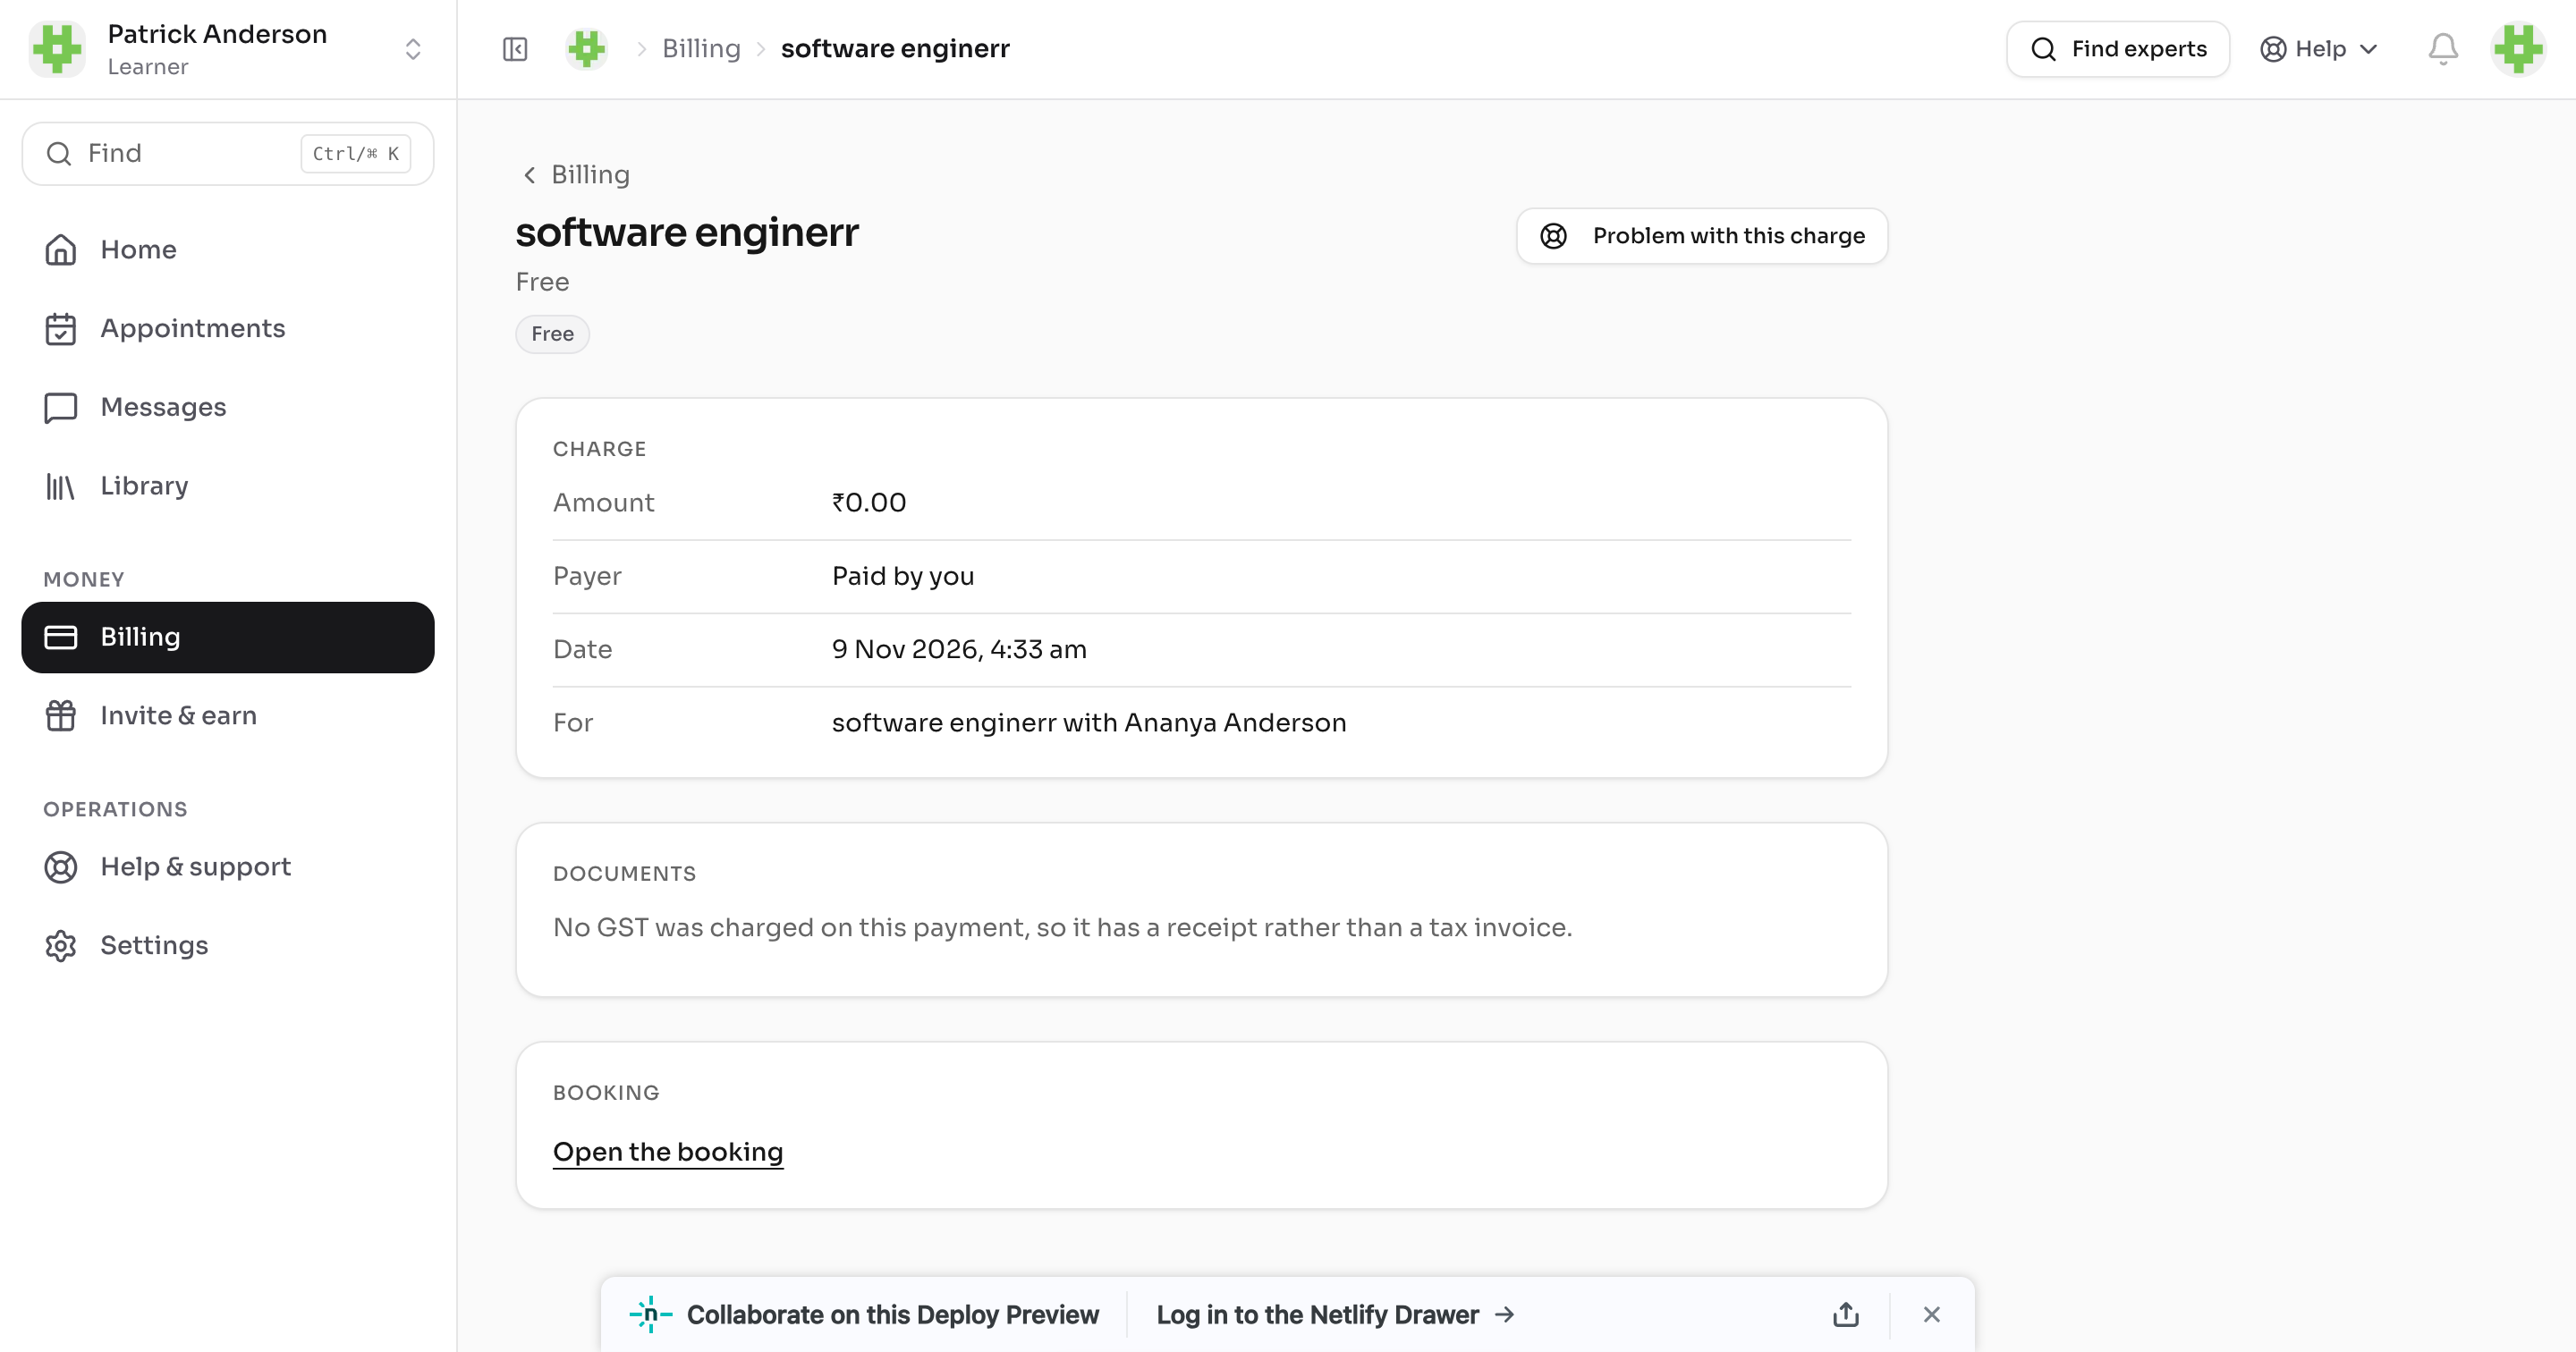 Patrick Anderson
Learner
Billing
software enginerr
Find experts
Help
Find
Ctrl/⌘ K
Home
Appointments
Messages
Library
MONEY
Billing
Invite & earn
OPERATIONS
Help & support
Settings
Billing
software enginerr
Problem with this charge
Free
Free
CHARGE
Amount ₹0.00
Payer Paid by you
Date 9 Nov 2026, 4:33 am
For software enginerr with Ananya Anderson
DOCUMENTS
No GST was charged on this payment, so it has a receipt rather than a tax invoice.
BOOKING
Open the booking
Collaborate on this Deploy Preview
Log in to the Netlify Drawer →